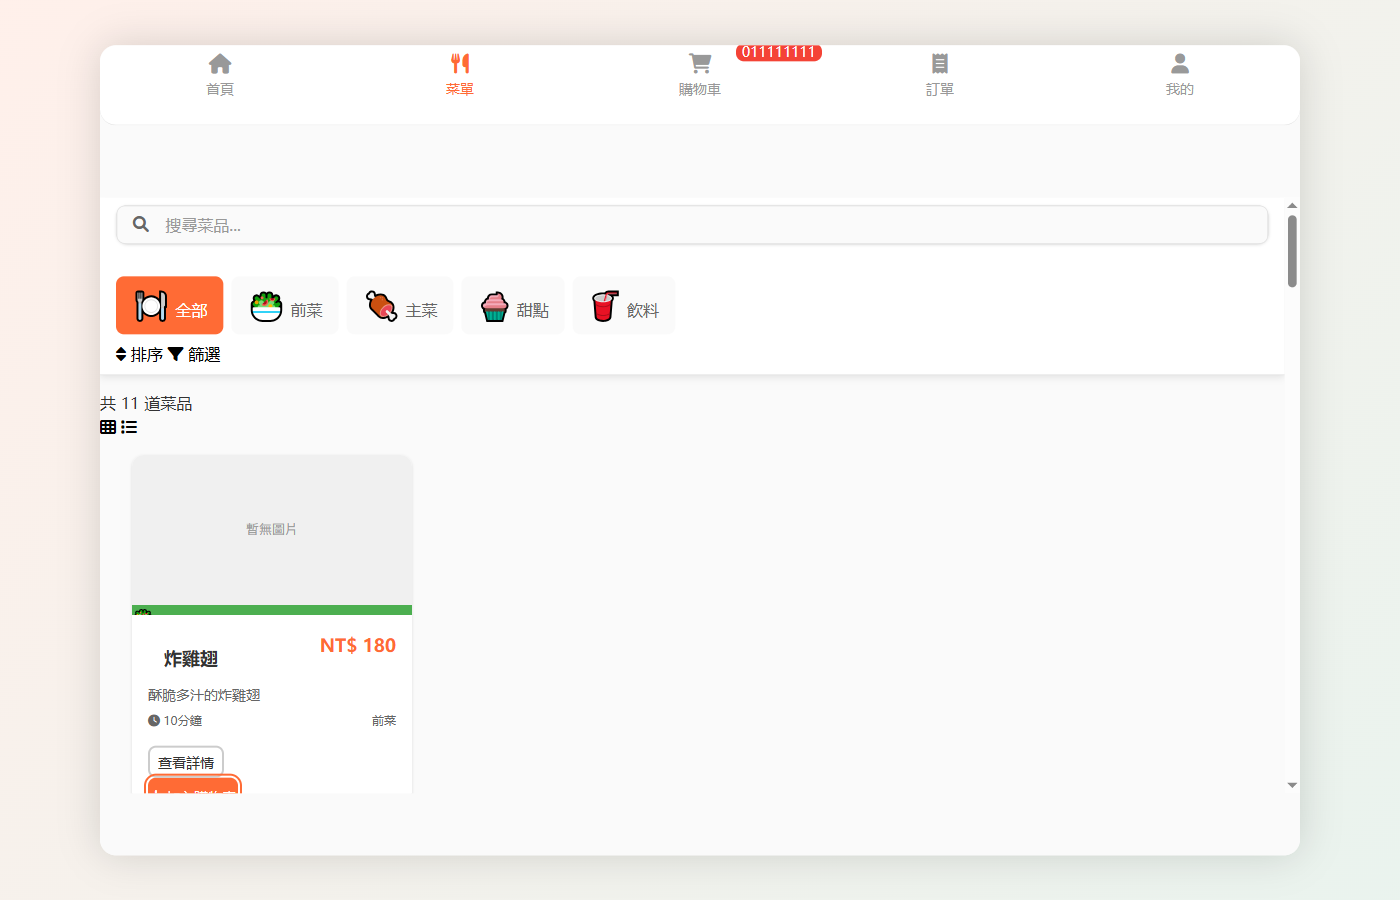 首頁
菜單
購物車
011111111
訂單
我的
搜尋菜品...
全部
前菜
主菜
甜點
飲料
排序 篩選
共 11 道菜品
暫無圖片
炸雞翅
NT$ 180
酥脆多汁的炸雞翅
10分鐘
前菜
查看詳情